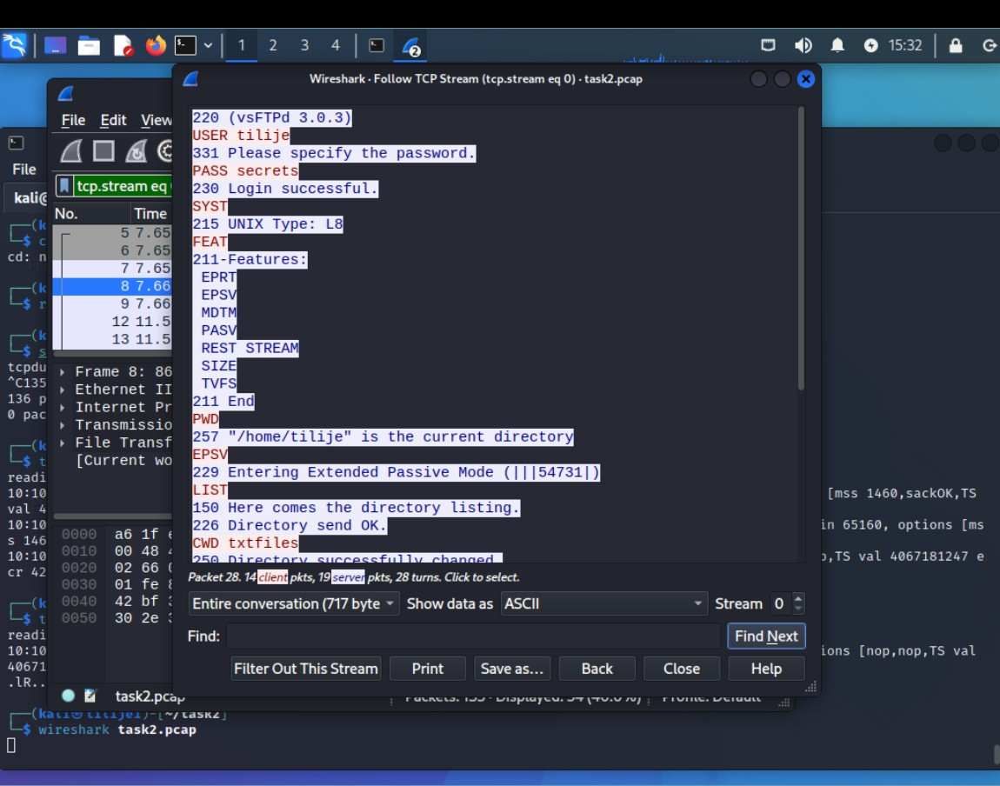 1 2 3 4 2 15:32
Wireshark · Follow TCP Stream (tcp.stream eq 0) · task2.pcap
220 (vsFTPd 3.0.3)
USER tilije
331 Please specify the password.
PASS secrets
230 Login successful.
SYST
215 UNIX Type: L8
FEAT
211-Features:
EPRT
EPSV
MDTM
PASV
REST STREAM
SIZE
TVFS
211 End
PWD
257 "/home/tilije" is the current directory
EPSV
229 Entering Extended Passive Mode (|||54731|)
LIST
150 Here comes the directory listing.
226 Directory send OK.
CWD txtfiles
250 Directory successfully changed.
Packet 28. 14 client pkts, 19 server pkts, 28 turns. Click to select.
Entire conversation (717 byte Show data as ASCII Stream 0
Find: Find Next
Filter Out This Stream Print Save as… Back Close Help
File Edit View
tcp.stream eq
No. Time
5 7.65
6 7.65
7 7.65
8 7.66
9 7.66
12 11.5
13 11.5
Frame 8: 86
Ethernet II
Internet Pr
Transmissio
File Transf
[Current wo
0000 a6 1f
0010 00 48
0020 02 66
0030 01 fe
0040 42 bf
0050 30 2e
task2.pcap Profile: Default
File
kali@
┌──(k
└─$ c
cd: n
┌──(k
└─$ r
┌──(k
└─$ s
tcpdu
^C135
136 p
0 pac
┌──(k
└─$ t
readi
10:10 [mss 1460,sackOK,TS
val 4
10:10 in 65160, options [ms
s 146
10:10 ,TS val 4067181247 e
cr 42
┌──(k
└─$ t
readi
10:10 ions [nop,nop,TS val
40671
.lR..
┌──(kali㉿tilije1)-[~/task2]
└─$ wireshark task2.pcap